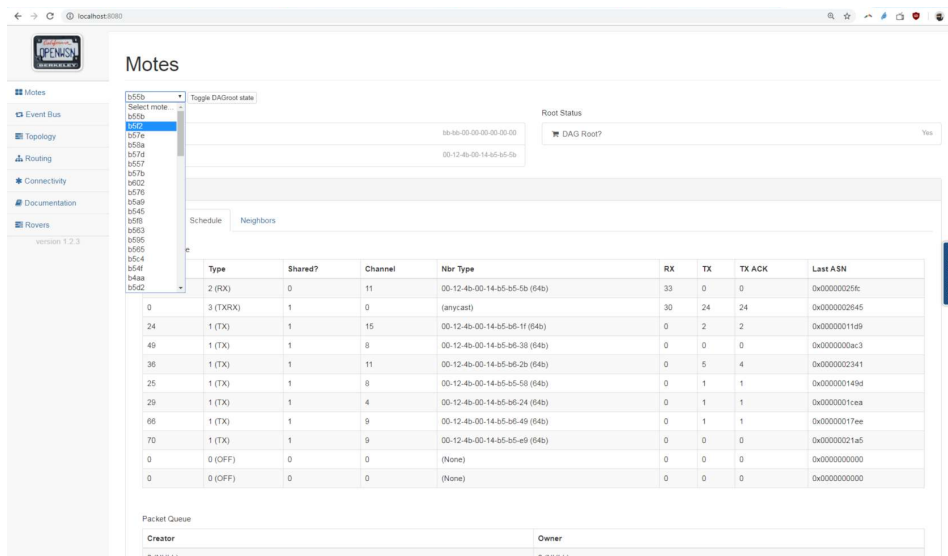 localhost:8080
California
OPENWSN
BERKELEY
Motes
Event Bus
Topology
Routing
Connectivity
Documentation
Rovers
version 1.2.3
Motes
b55b Toggle DAGroot state
Select mote...
b55b
b5f2
b57e
b58a
b57d
b557
b57b
b602
b576
b5a9
b545
b5f8
b563
b595
b565
b5c4
b54f
b4aa
b5d2
bb-bb-00-00-00-00-00-00
00-12-4b-00-14-b5-b5-5b
Root Status
DAG Root? Yes
Schedule Neighbors
e
Type Shared? Channel Nbr Type RX TX TX ACK Last ASN
2 (RX) 0 11 00-12-4b-00-14-b5-b5-5b (64b) 33 0 0 0x00000025fc
0 3 (TXRX) 1 0 (anycast) 30 24 24 0x0000002645
24 1 (TX) 1 15 00-12-4b-00-14-b5-b6-1f (64b) 0 2 2 0x00000011d9
49 1 (TX) 1 8 00-12-4b-00-14-b5-b6-38 (64b) 0 0 0 0x0000000ac3
36 1 (TX) 1 11 00-12-4b-00-14-b5-b6-2b (64b) 0 5 4 0x0000002341
25 1 (TX) 1 8 00-12-4b-00-14-b5-b5-58 (64b) 0 1 1 0x000000149d
29 1 (TX) 1 4 00-12-4b-00-14-b5-b6-24 (64b) 0 1 1 0x0000001cea
66 1 (TX) 1 9 00-12-4b-00-14-b5-b6-49 (64b) 0 1 1 0x00000017ee
70 1 (TX) 1 9 00-12-4b-00-14-b5-b5-e9 (64b) 0 0 0 0x00000021a5
0 0 (OFF) 0 0 (None) 0 0 0 0x0000000000
0 0 (OFF) 0 0 (None) 0 0 0 0x0000000000
Packet Queue
Creator Owner